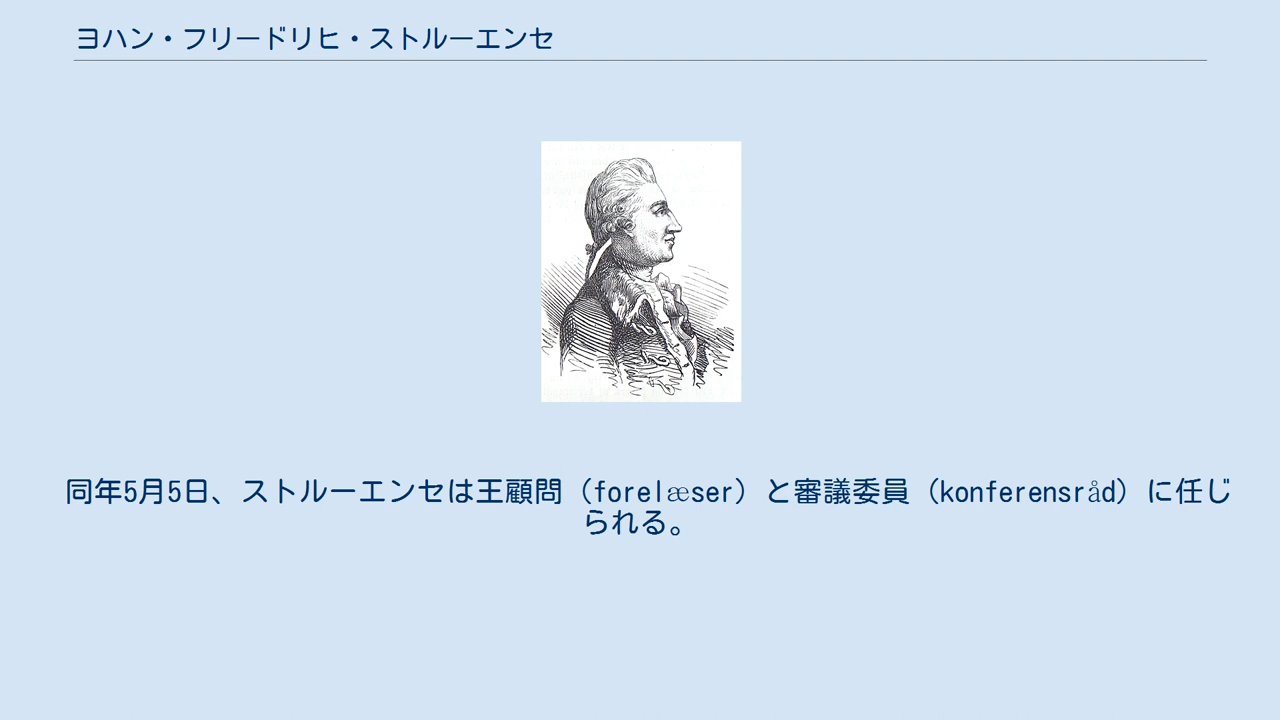 ヨハン・フリードリヒ・ストルーエンセ
同年5月5日、ストルーエンセは王顧問（forelæser）と審議委員（konferensråd）に任じ
られる。